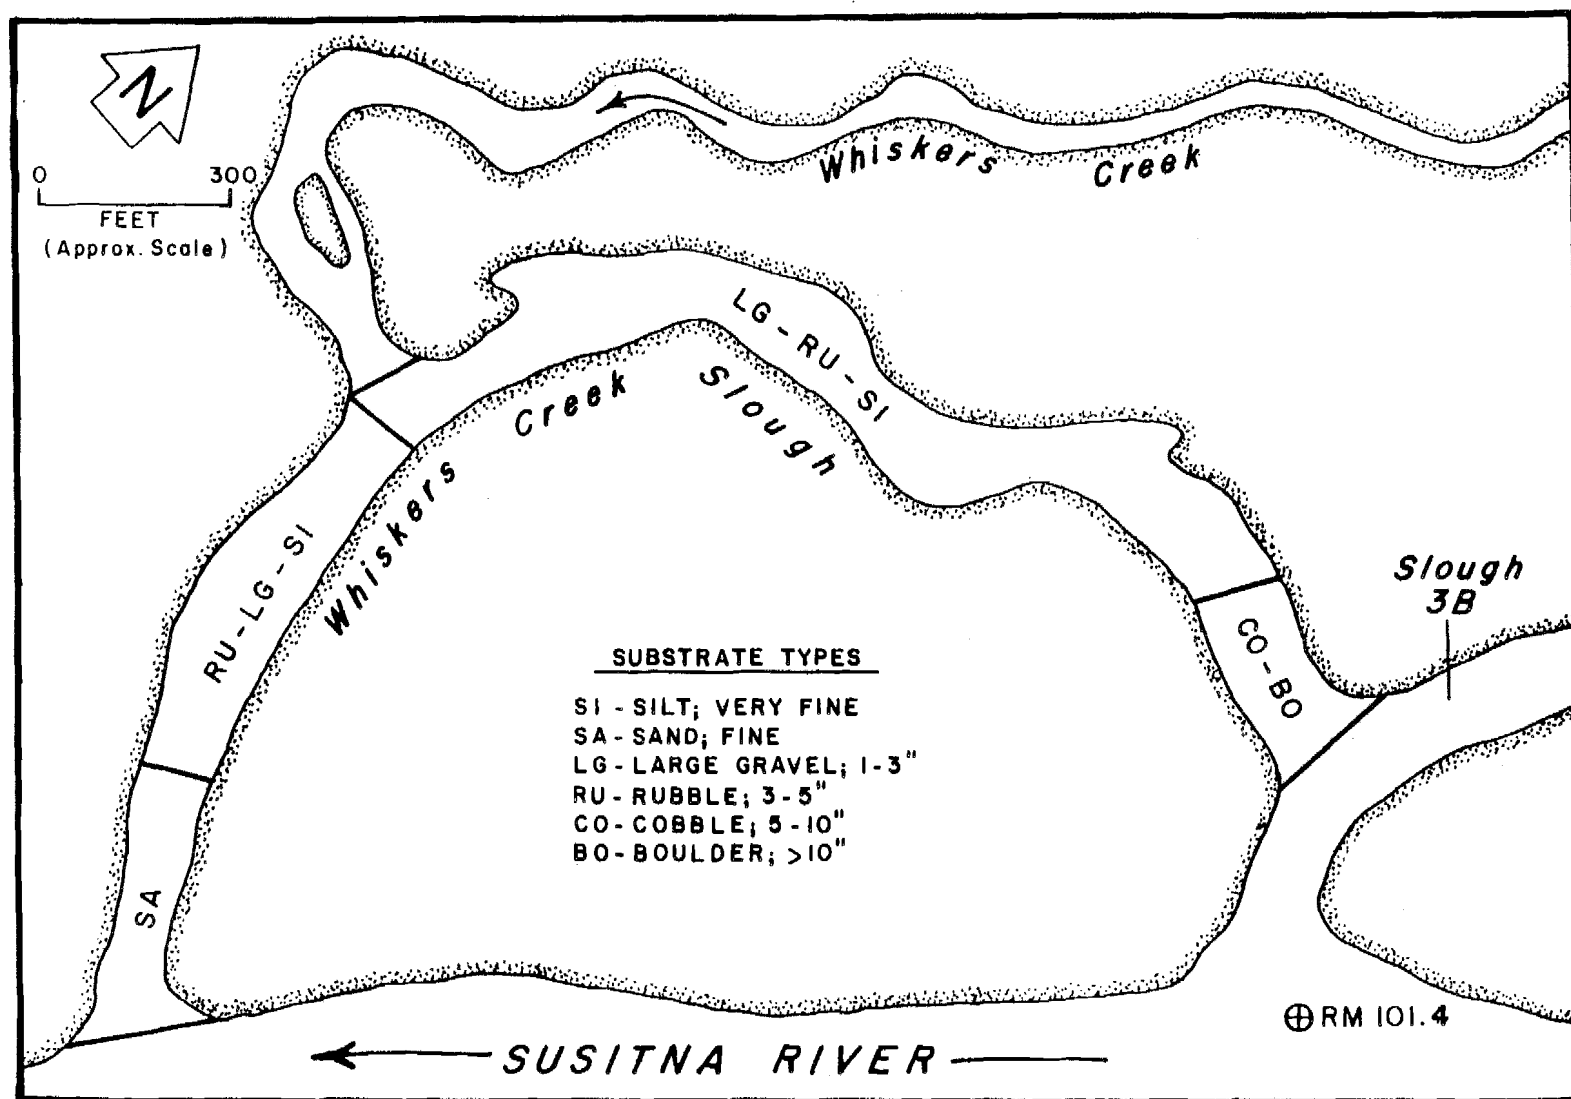 N
0 300
FEET
(Approx. Scale)
Whiskers Creek
LG-RU-SI
Whiskers Creek Slough
RU-LG-SI
SA
CO-BO
Slough
3B
SUBSTRATE TYPES
SI - SILT; VERY FINE
SA - SAND; FINE
LG - LARGE GRAVEL; 1-3"
RU - RUBBLE; 3-5"
CO - COBBLE; 5-10"
BO - BOULDER; >10"
RM 101.4
SUSITNA RIVER